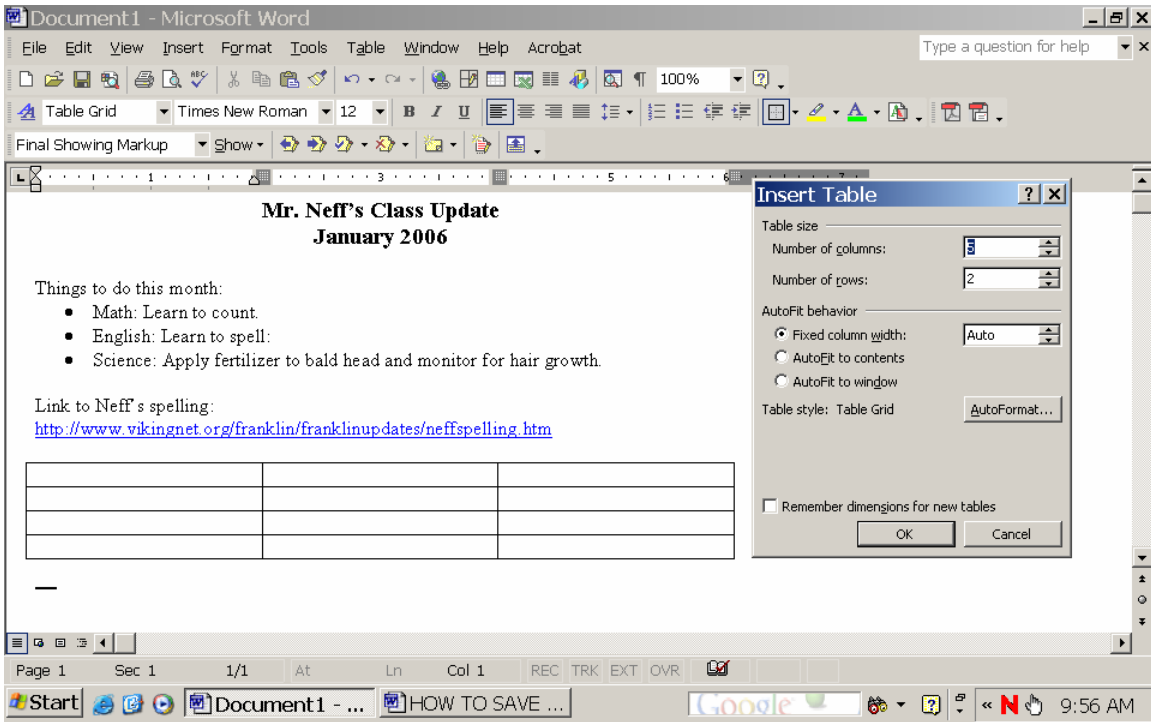 Document1 - Microsoft Word
File Edit View Insert Format Tools Table Window Help Acrobat Type a question for help
ABC 100%
Table Grid Times New Roman 12 B I U A
Final Showing Markup Show
1 3 5 6 7
Mr. Neff's Class Update
January 2006
Things to do this month:
• Math: Learn to count.
• English: Learn to spell:
• Science: Apply fertilizer to bald head and monitor for hair growth.
Link to Neff's spelling:
http://www.vikingnet.org/franklin/franklinupdates/neffspelling.htm
Insert Table
Table size
Number of columns: 5
Number of rows: 2
AutoFit behavior
Fixed column width: Auto
AutoFit to contents
AutoFit to window
Table style: Table Grid AutoFormat...
Remember dimensions for new tables
OK Cancel
Page 1 Sec 1 1/1 At Ln Col 1 REC TRK EXT OVR
Start Document1 - ... HOW TO SAVE ... Google N 9:56 AM